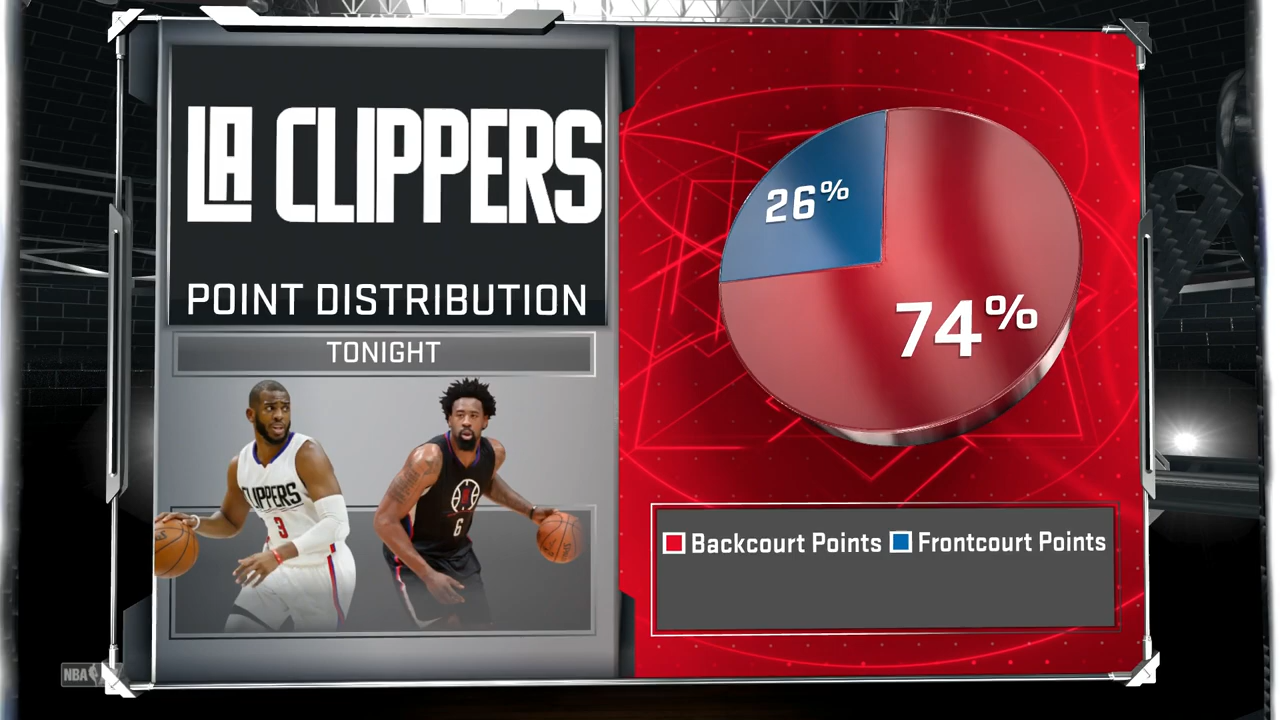 LA CLIPPERS
POINT DISTRIBUTION
TONIGHT
CLIPPERS
3
6
26%
74%
Backcourt Points Frontcourt Points
NBA